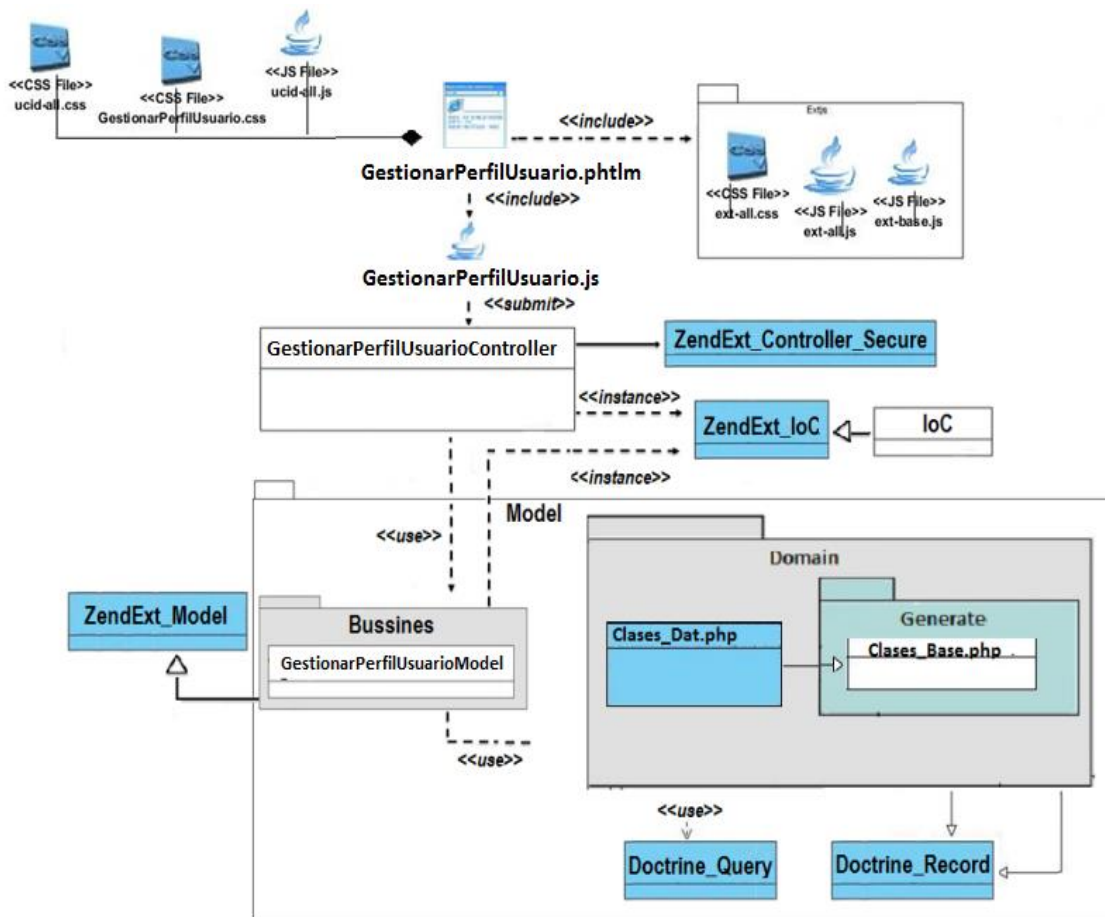 <<CSS File>>
ucid-all.css
<<CSS File>>
GestionarPerfilUsuario.css
<<JS File>>
ucid-all.js
GestionarPerfilUsuario.phtlm
<<include>>
Extjs
<<CSS File>>
ext-all.css
<<JS File>>
ext-all.js
<<JS File>>
ext-base.js
<<include>>
GestionarPerfilUsuario.js
<<submit>>
GestionarPerfilUsuarioController
ZendExt_Controller_Secure
<<instance>>
ZendExt_IoC
IoC
<<instance>>
Model
<<use>>
ZendExt_Model
Bussines
GestionarPerfilUsuarioModel
<<use>>
Domain
Clases_Dat.php
Generate
Clases_Base.php
<<use>>
Doctrine_Query
Doctrine_Record